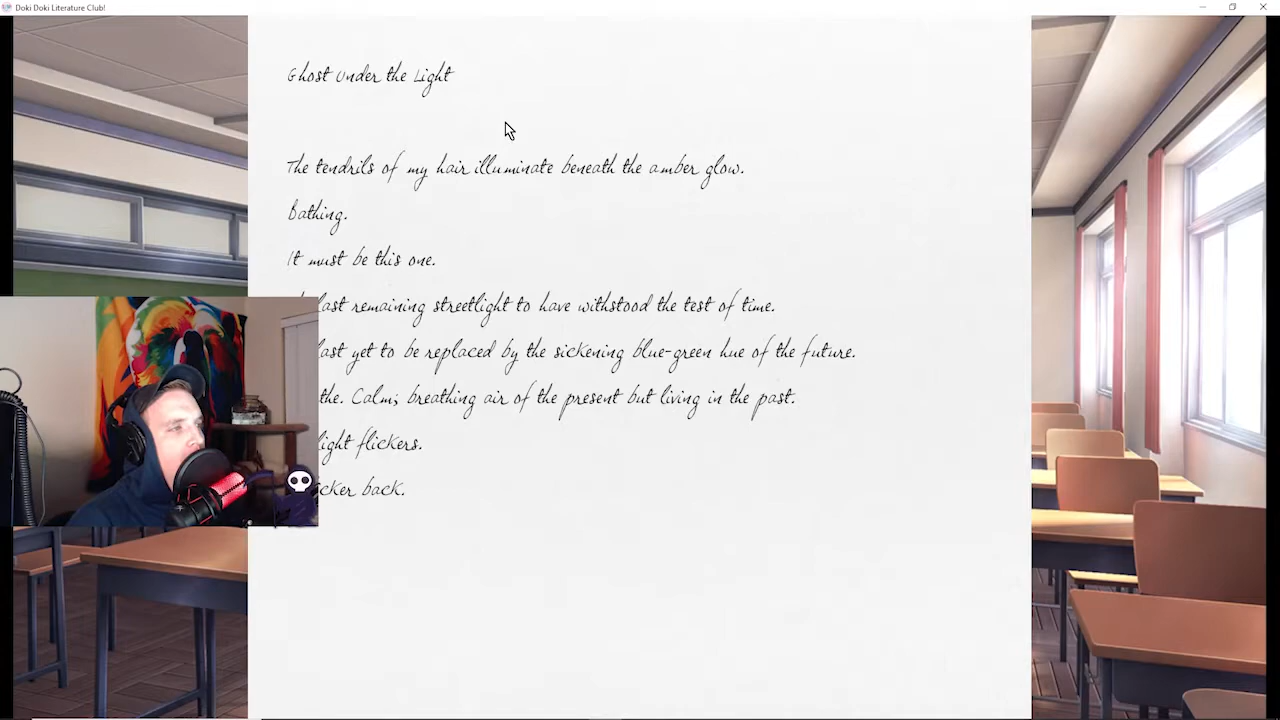 Doki Doki Literature Club!
Ghost Under the Light
The tendrils of my hair illuminate beneath the amber glow.
Bathing.
It must be this one.
last remaining streetlight to have withstood the test of time.
last yet to be replaced by the sickening blue-green hue of the future.
the. Calm; breathing air of the present but living in the past.
light flickers.
back.